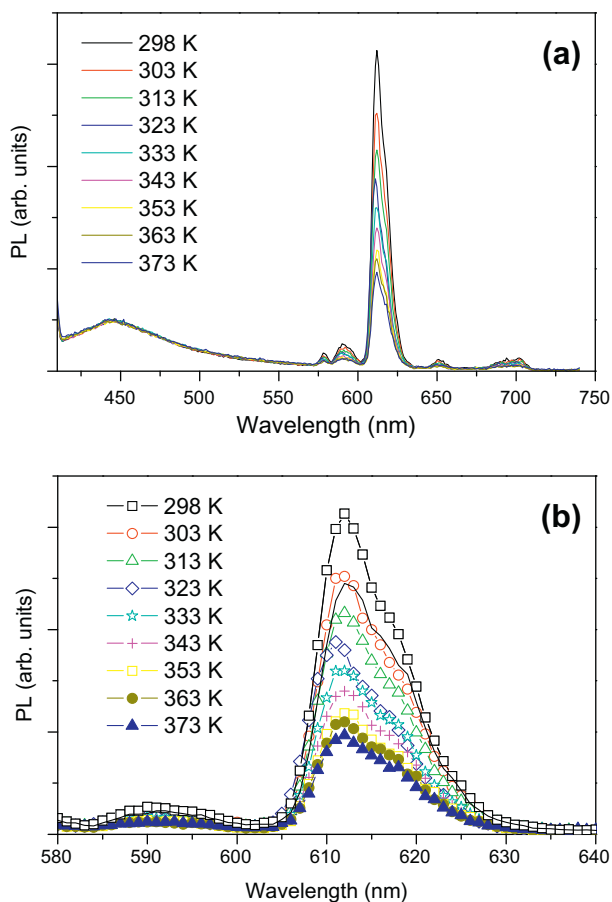 (a)
298 K
303 K
313 K
323 K
333 K
343 K
353 K
363 K
373 K
PL (arb. units)
450 500 550 600 650 700 750
Wavelength (nm)
(b)
298 K
303 K
313 K
323 K
333 K
343 K
353 K
363 K
373 K
PL (arb. units)
580 590 600 610 620 630 640
Wavelength (nm)